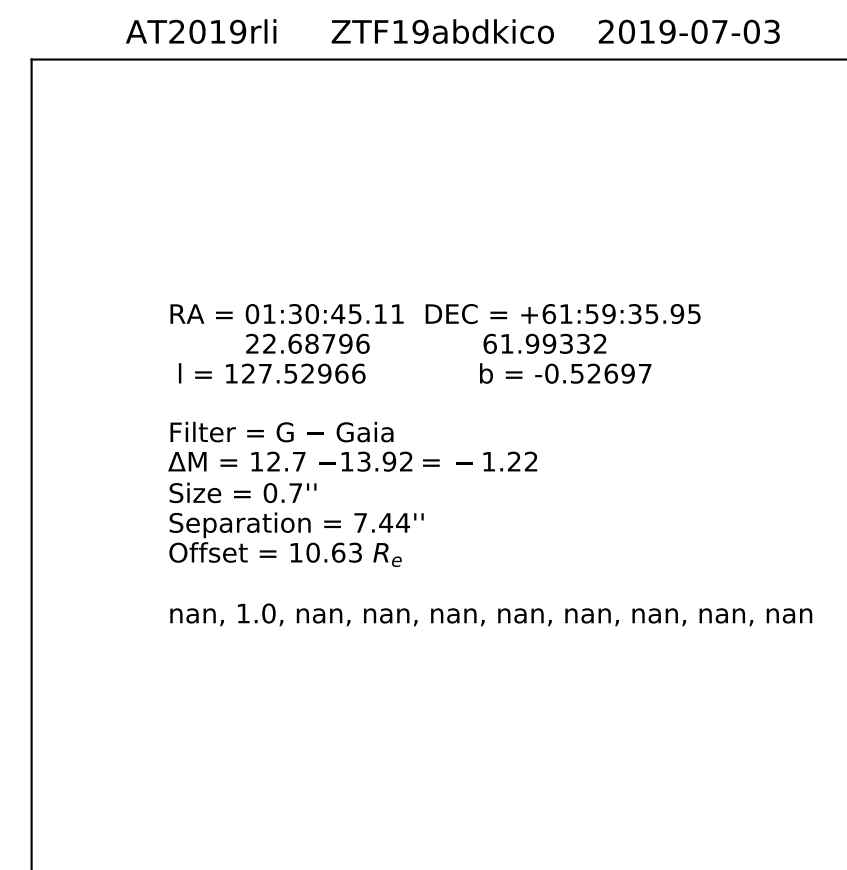 AT2019rli ZTF19abdkico 2019-07-03
RA = 01:30:45.11 DEC = +61:59:35.95
22.68796 61.99332
l = 127.52966 b = -0.52697
Filter = G − Gaia
ΔM = 12.7 −13.92 = − 1.22
Size = 0.7''
Separation = 7.44''
Offset = 10.63 Re
nan, 1.0, nan, nan, nan, nan, nan, nan, nan, nan